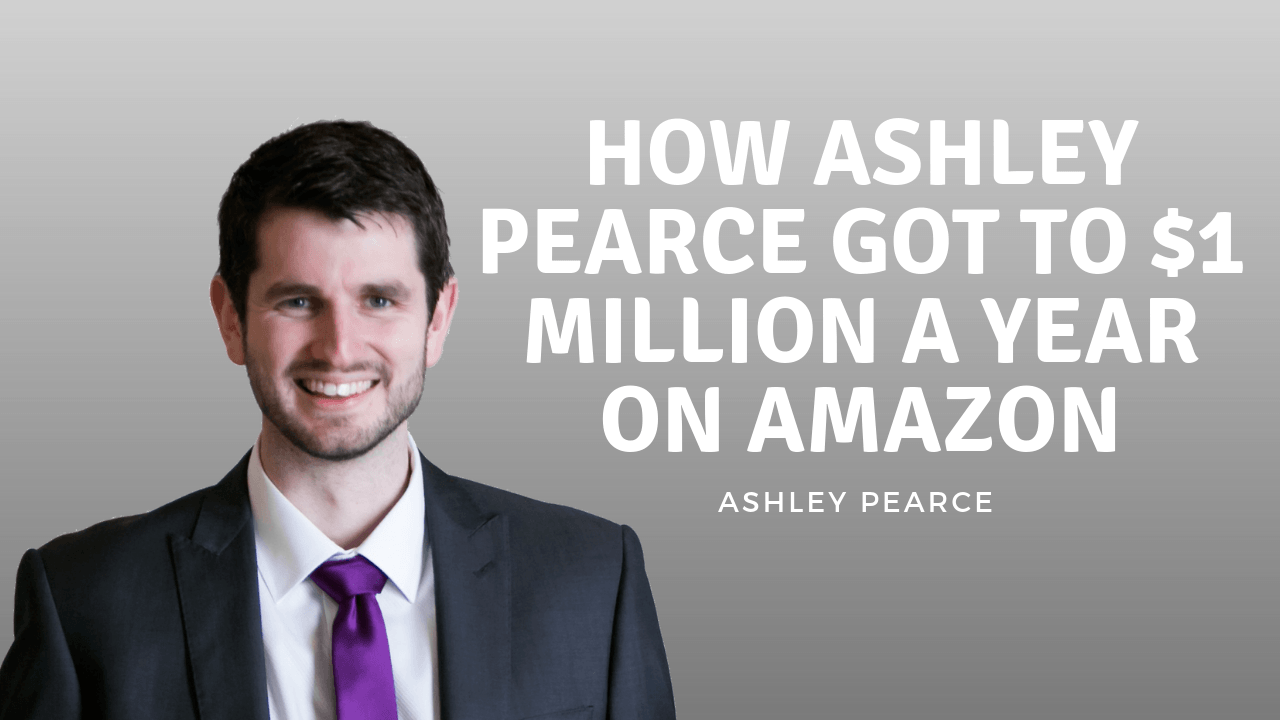 HOW ASHLEY
PEARCE GOT TO $1
MILLION A YEAR
ON AMAZON
ASHLEY PEARCE